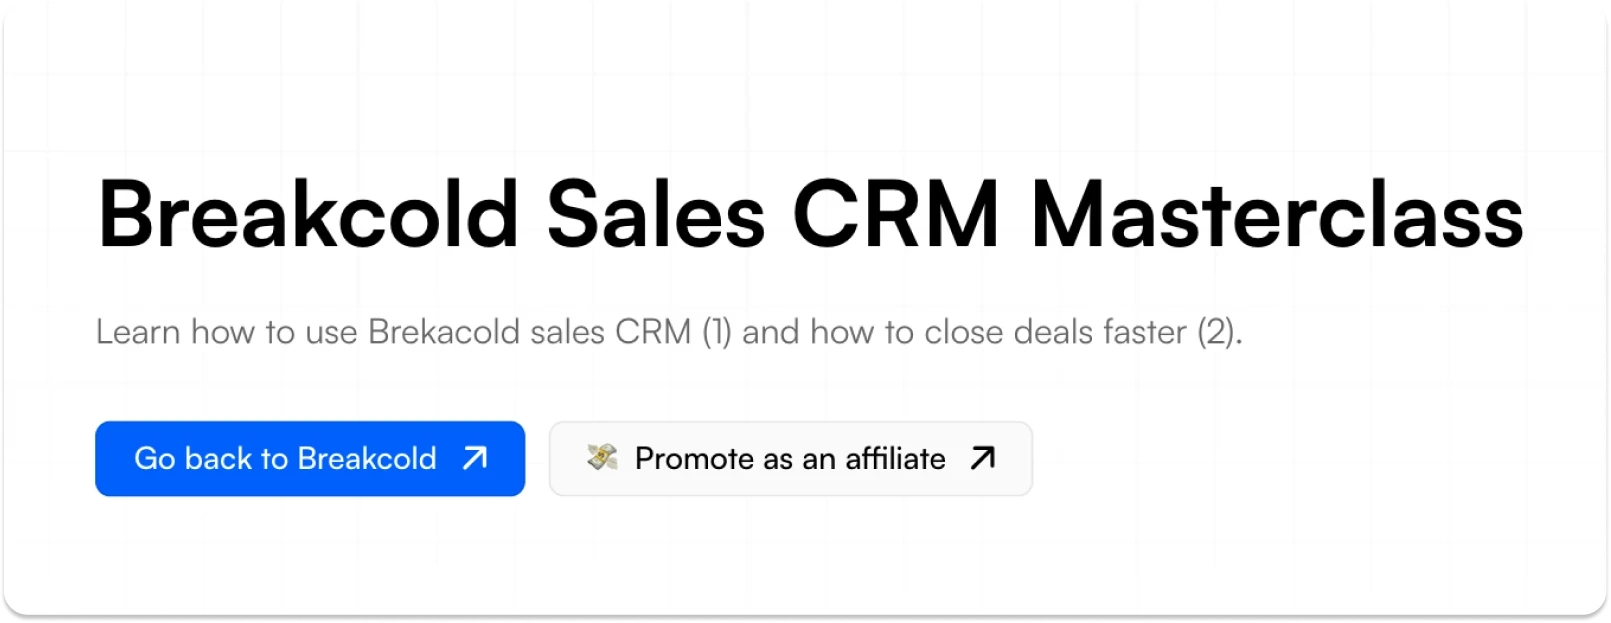 Breakcold Sales CRM Masterclass
Learn how to use Brekacold sales CRM (1) and how to close deals faster (2).
Go back to Breakcold
Promote as an affiliate